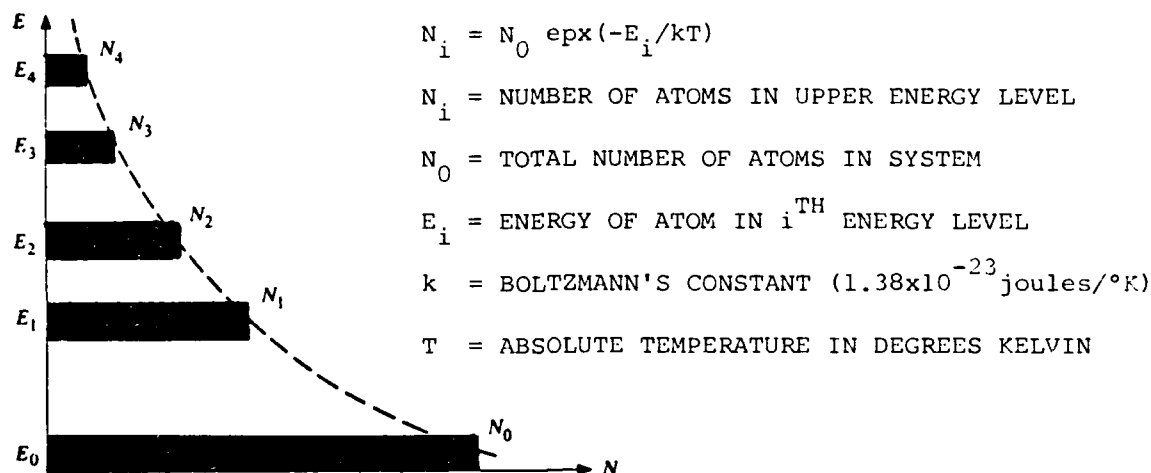 E
E₄
N₄
E₃
N₃
E₂
N₂
E₁
N₁
E₀
N₀
N
Nᵢ = N₀ epx(-Eᵢ/kT)
Nᵢ = NUMBER OF ATOMS IN UPPER ENERGY LEVEL
N₀ = TOTAL NUMBER OF ATOMS IN SYSTEM
Eᵢ = ENERGY OF ATOM IN iᵀᴴ ENERGY LEVEL
k = BOLTZMANN'S CONSTANT (1.38x10⁻²³ joules/°K)
T = ABSOLUTE TEMPERATURE IN DEGREES KELVIN